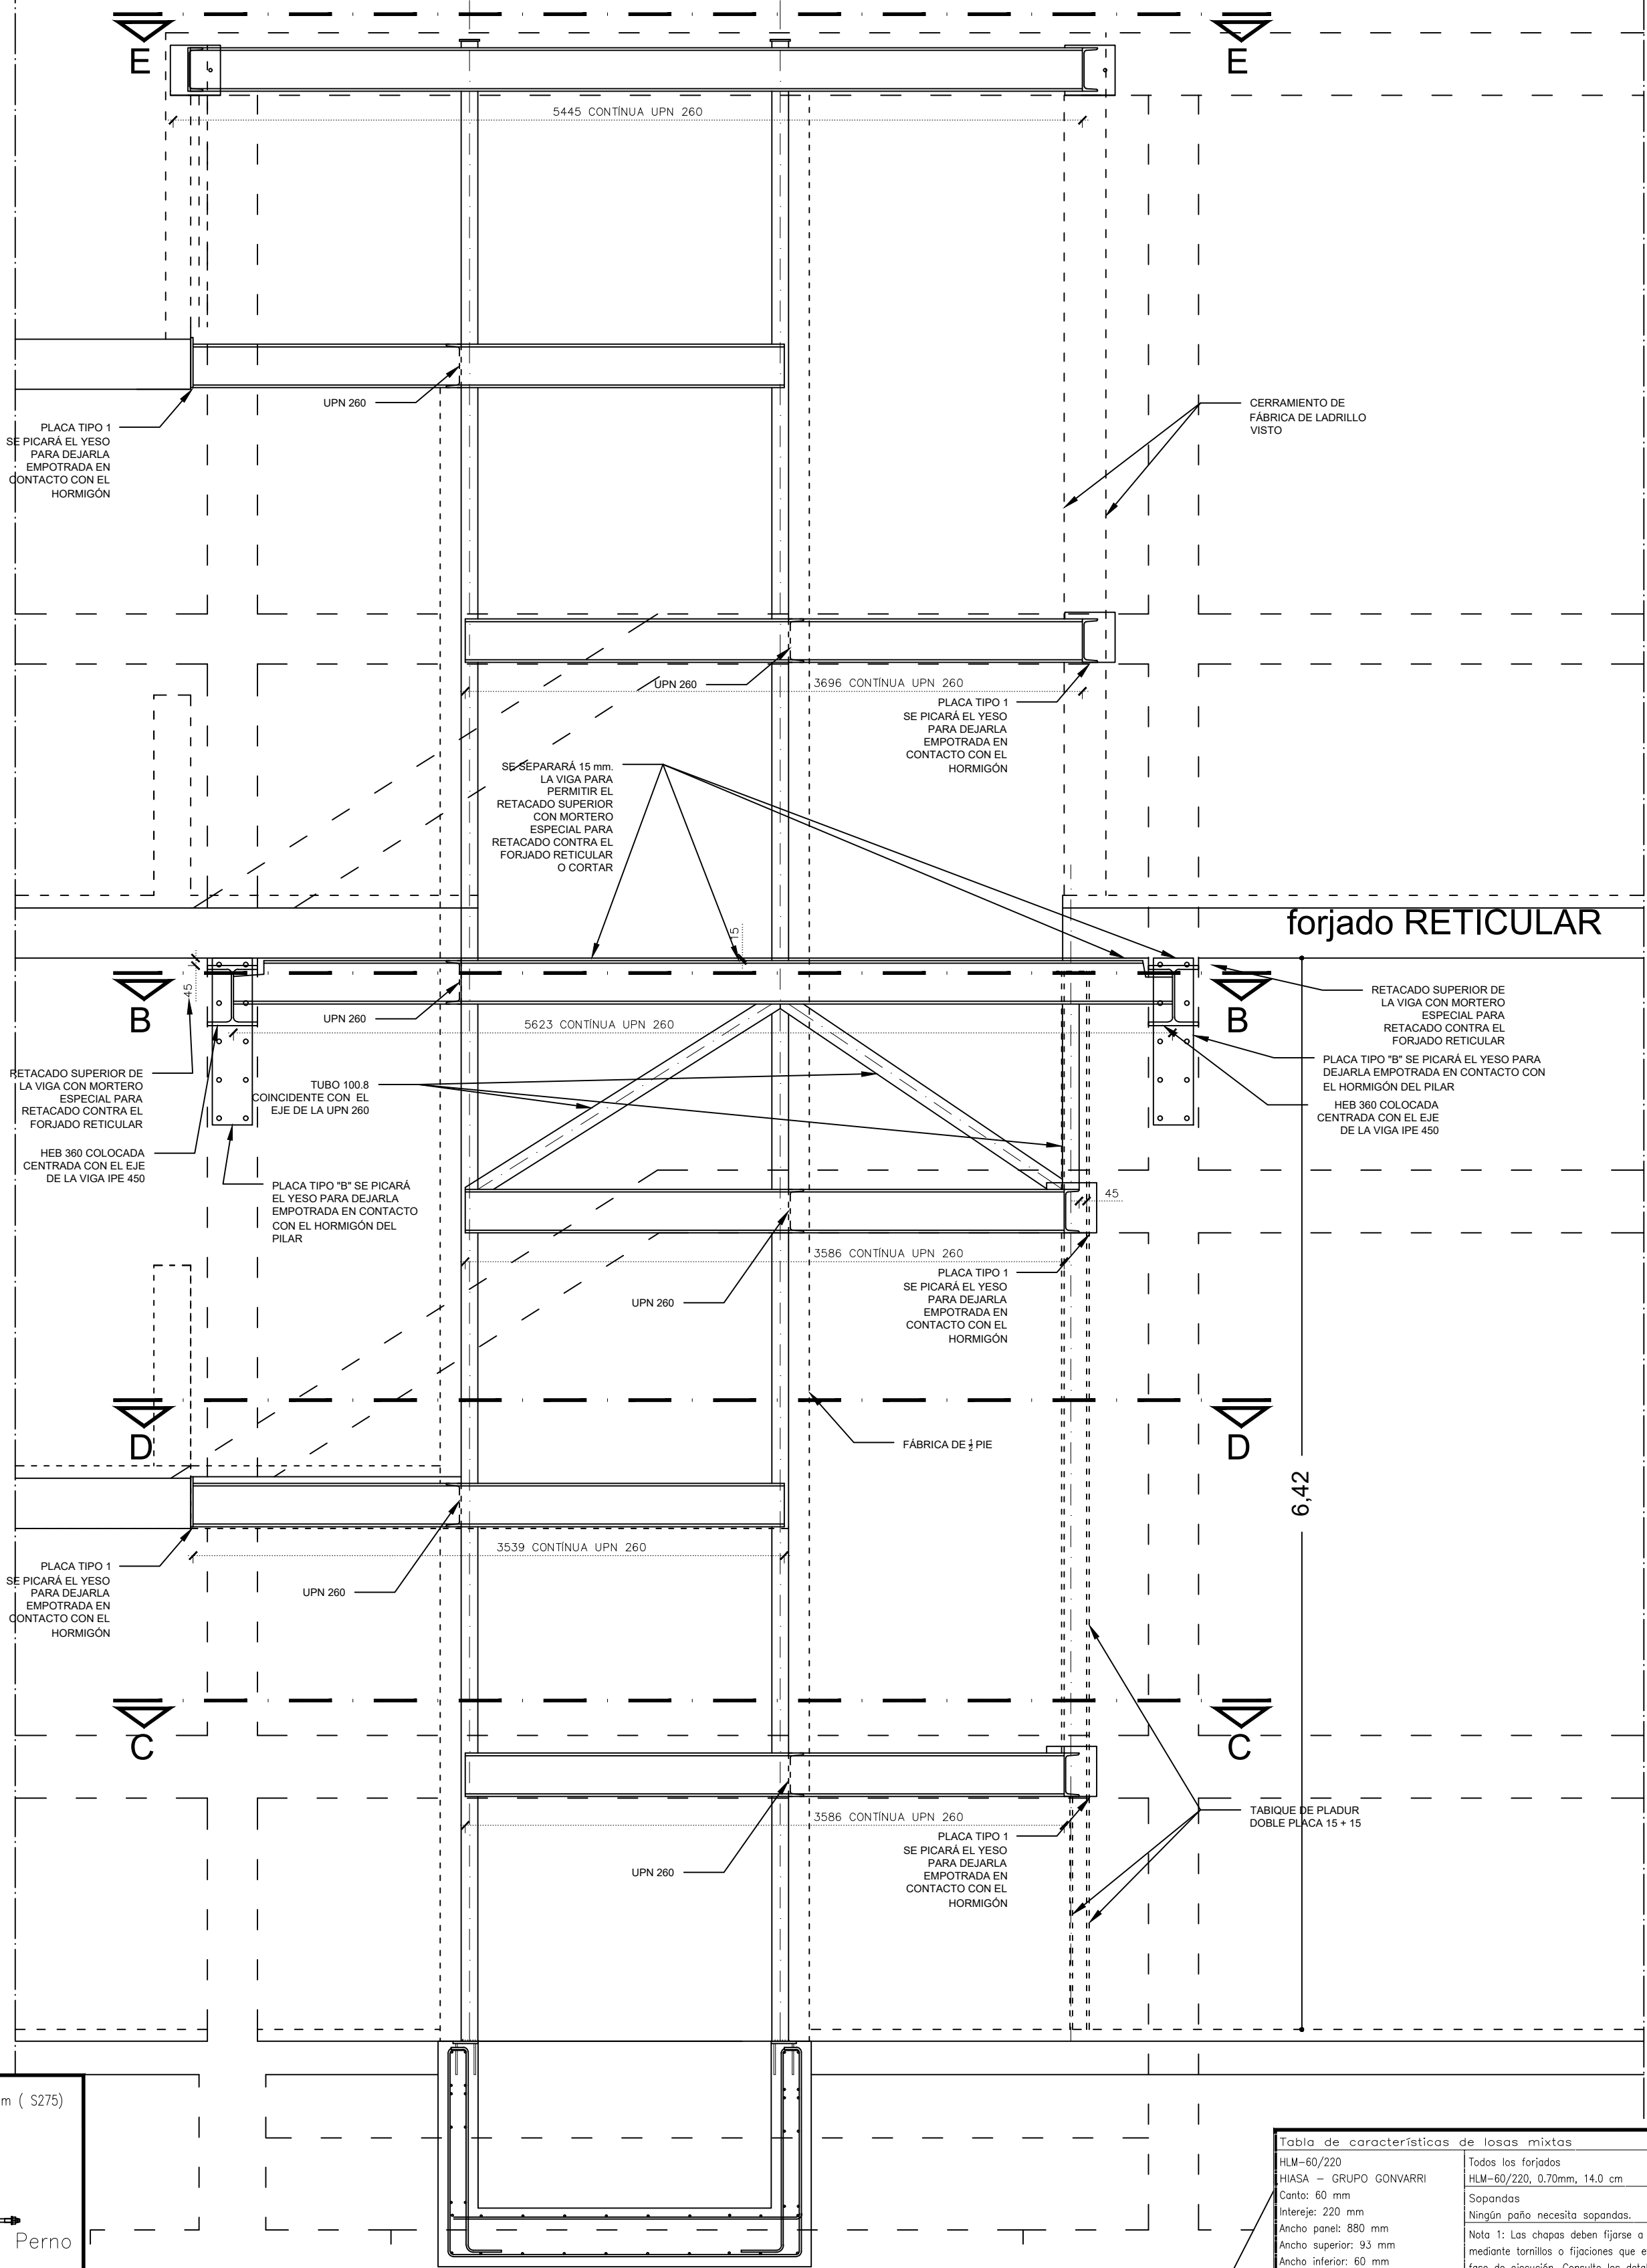 E
E
5445 CONTÍNUA UPN 260
UPN 260
PLACA TIPO 1
SE PICARÁ EL YESO
PARA DEJARLA
EMPOTRADA EN
CONTACTO CON EL
HORMIGÓN
CERRAMIENTO DE
FÁBRICA DE LADRILLO
VISTO
UPN 260
3696 CONTÍNUA UPN 260
PLACA TIPO 1
SE PICARÁ EL YESO
PARA DEJARLA
EMPOTRADA EN
CONTACTO CON EL
HORMIGÓN
SE SEPARARÁ 15 mm.
LA VIGA PARA
PERMITIR EL
RETACADO SUPERIOR
CON MORTERO
ESPECIAL PARA
RETACADO CONTRA EL
FORJADO RETICULAR
O CORTAR
forjado RETICULAR
15
45
B
B
UPN 260
5623 CONTÍNUA UPN 260
RETACADO SUPERIOR DE
LA VIGA CON MORTERO
ESPECIAL PARA
RETACADO CONTRA EL
FORJADO RETICULAR
PLACA TIPO "B" SE PICARÁ EL YESO PARA
DEJARLA EMPOTRADA EN CONTACTO CON
EL HORMIGÓN DEL PILAR
HEB 360 COLOCADA
CENTRADA CON EL EJE
DE LA VIGA IPE 450
RETACADO SUPERIOR DE
LA VIGA CON MORTERO
ESPECIAL PARA
RETACADO CONTRA EL
FORJADO RETICULAR
TUBO 100.8
COINCIDENTE CON EL
EJE DE LA UPN 260
HEB 360 COLOCADA
CENTRADA CON EL EJE
DE LA VIGA IPE 450
PLACA TIPO "B" SE PICARÁ
EL YESO PARA DEJARLA
EMPOTRADA EN CONTACTO
CON EL HORMIGÓN DEL
PILAR
45
3586 CONTÍNUA UPN 260
UPN 260
PLACA TIPO 1
SE PICARÁ EL YESO
PARA DEJARLA
EMPOTRADA EN
CONTACTO CON EL
HORMIGÓN
D
D
FÁBRICA DE ½ PIE
6,42
3539 CONTÍNUA UPN 260
PLACA TIPO 1
SE PICARÁ EL YESO
PARA DEJARLA
EMPOTRADA EN
CONTACTO CON EL
HORMIGÓN
UPN 260
C
C
3586 CONTÍNUA UPN 260
TABIQUE DE PLADUR
DOBLE PLACA 15 + 15
PLACA TIPO 1
SE PICARÁ EL YESO
PARA DEJARLA
EMPOTRADA EN
CONTACTO CON EL
HORMIGÓN
UPN 260
m ( S275)
Perno
Tabla de características de losas mixtas
HLM-60/220
HIASA - GRUPO GONVARRI
Canto: 60 mm
Intereje: 220 mm
Ancho panel: 880 mm
Ancho superior: 93 mm
Ancho inferior: 60 mm
Todos los forjados
HLM-60/220, 0.70mm, 14.0 cm
Sopandas
Ningún paño necesita sopandas.
Nota 1: Las chapas deben fijarse a
mediante tornillos o fijaciones que